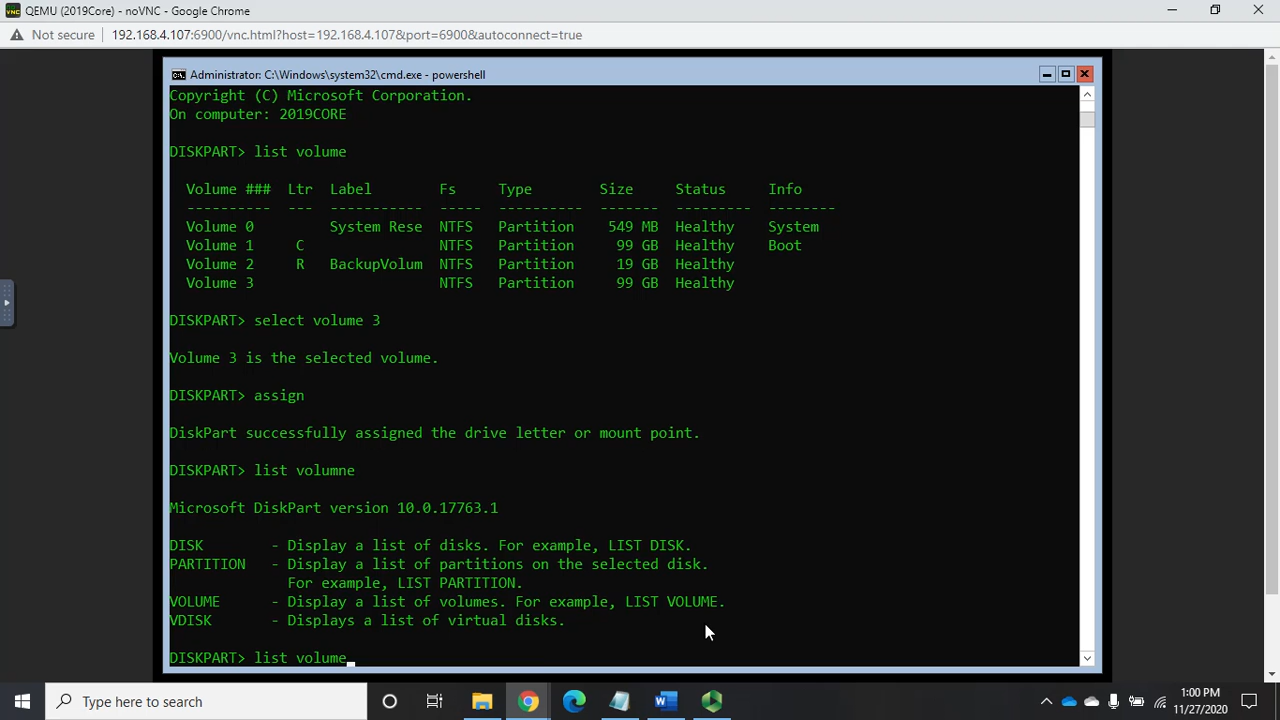 QEMU (2019Core) - noVNC - Google Chrome
Not secure 192.168.4.107:6900/vnc.html?host=192.168.4.107&port=6900&autoconnect=true
Administrator: C:\Windows\system32\cmd.exe - powershell
Copyright (C) Microsoft Corporation.
On computer: 2019CORE
DISKPART> list volume
Volume ### Ltr Label Fs Type Size Status Info
---------- --- ----------- ----- ---------- ------- --------- --------
Volume 0 System Rese NTFS Partition 549 MB Healthy System
Volume 1 C NTFS Partition 99 GB Healthy Boot
Volume 2 R BackupVolum NTFS Partition 19 GB Healthy
Volume 3 NTFS Partition 99 GB Healthy
DISKPART> select volume 3
Volume 3 is the selected volume.
DISKPART> assign
DiskPart successfully assigned the drive letter or mount point.
DISKPART> list volumne
Microsoft DiskPart version 10.0.17763.1
DISK - Display a list of disks. For example, LIST DISK.
PARTITION - Display a list of partitions on the selected disk.
For example, LIST PARTITION.
VOLUME - Display a list of volumes. For example, LIST VOLUME.
VDISK - Displays a list of virtual disks.
DISKPART> list volume
Type here to search
1:00 PM
11/27/2020